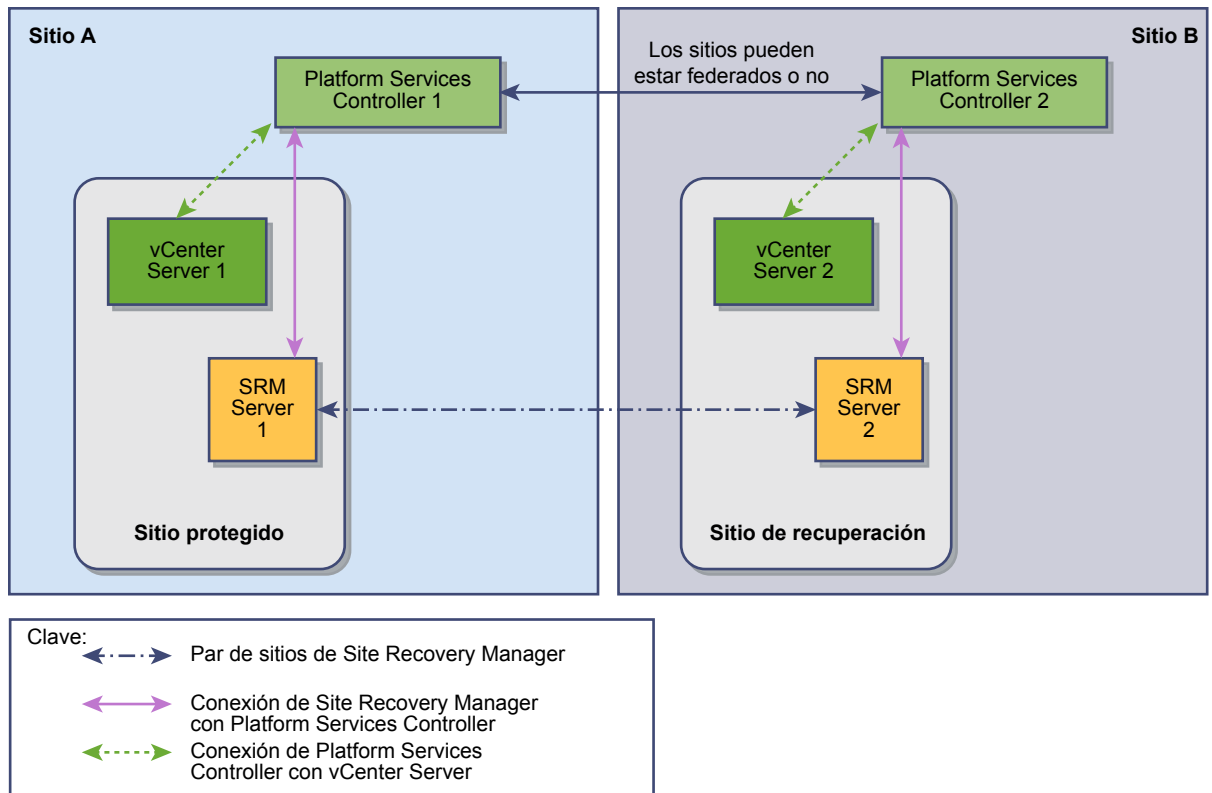 Sitio A
Platform Services
Controller 1
Los sitios pueden
estar federados o no
Sitio B
Platform Services
Controller 2
vCenter
Server 1
SRM
Server
1
Sitio protegido
vCenter
Server 2
SRM
Server
2
Sitio de recuperación
Clave:
Par de sitios de Site Recovery Manager
Conexión de Site Recovery Manager
con Platform Services Controller
Conexión de Platform Services
Controller con vCenter Server